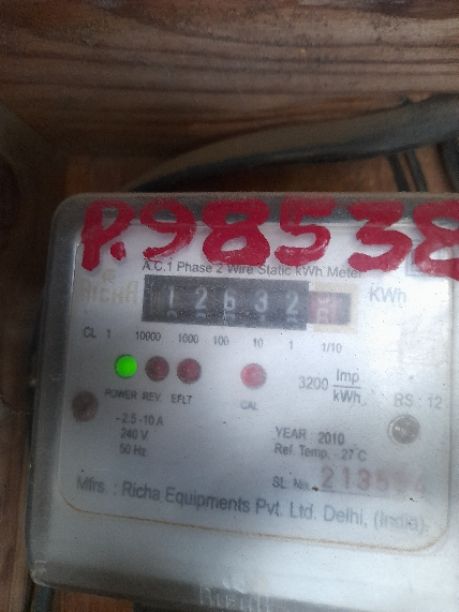 P.98538
A.C.1 Phase 2 Wire Static kWh Meter
RICHA
12632 KWh
CL 1 10000 1000 100 10 1 1/10
3200 Imp/kWh
POWER REV. EFLT CAL RS : 12
- 2.5 -10 A
240 V
50 Hz
YEAR : 2010
Ref. Temp. - 27°C
SL No.
Mfrs. : Richa Equipments Pvt. Ltd. Delhi, (India)